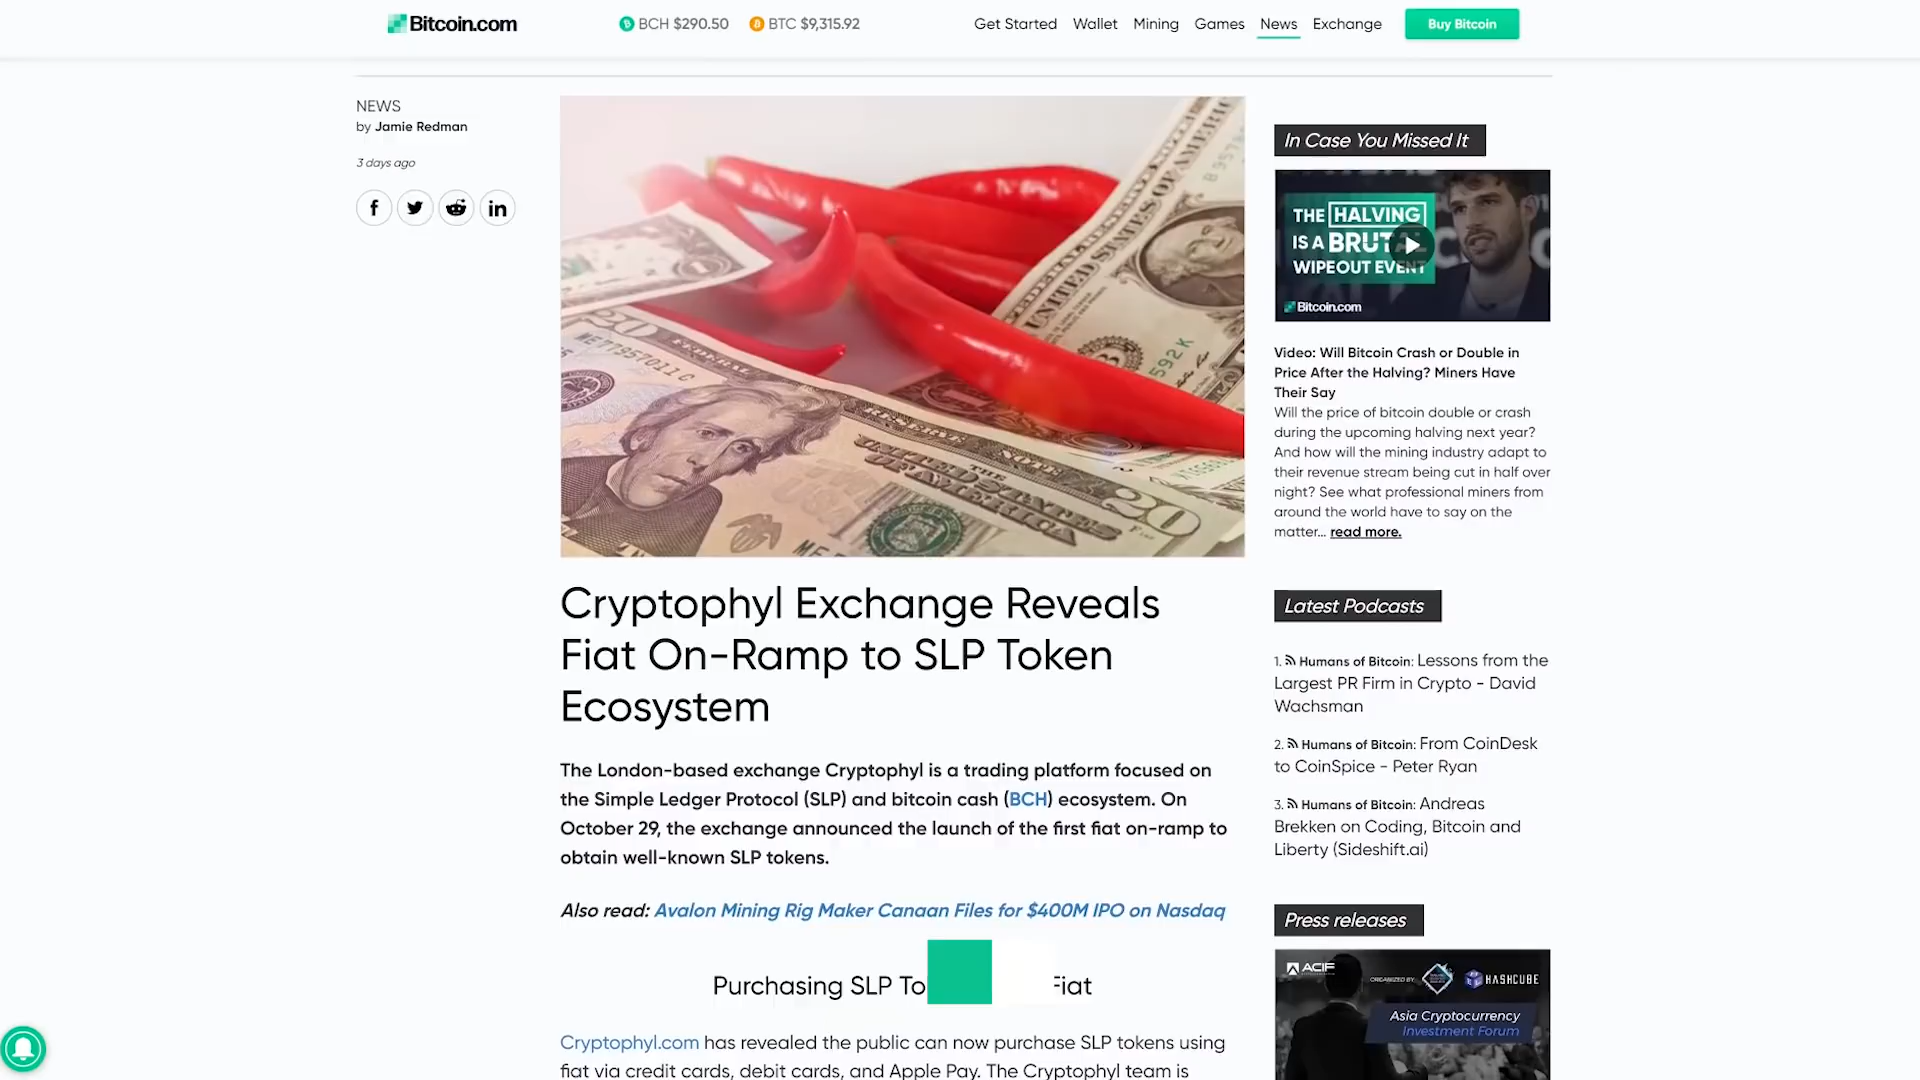 Bitcoin.com
BCH $290.50
BTC $9,315.92
Get Started
Wallet
Mining
Games
News
Exchange
Buy Bitcoin
NEWS
by Jamie Redman
3 days ago
Cryptophyl Exchange Reveals
Fiat On-Ramp to SLP Token
Ecosystem
The London-based exchange Cryptophyl is a trading platform focused on
the Simple Ledger Protocol (SLP) and bitcoin cash (BCH) ecosystem. On
October 29, the exchange announced the launch of the first fiat on-ramp to
obtain well-known SLP tokens.
Also read: Avalon Mining Rig Maker Canaan Files for $400M IPO on Nasdaq
Purchasing SLP To
Fiat
Cryptophyl.com has revealed the public can now purchase SLP tokens using
fiat via credit cards, debit cards, and Apple Pay. The Cryptophyl team is
In Case You Missed It
THE HALVING
IS A BRUTAL
WIPEOUT EVENT
Bitcoin.com
Video: Will Bitcoin Crash or Double in
Price After the Halving? Miners Have
Their Say
Will the price of bitcoin double or crash
during the upcoming halving next year?
And how will the mining industry adapt to
their revenue stream being cut in half over
night? See what professional miners from
around the world have to say on the
matter... read more.
Latest Podcasts
1. Humans of Bitcoin: Lessons from the
Largest PR Firm in Crypto - David
Wachsman
2. Humans of Bitcoin: From CoinDesk
to CoinSpice - Peter Ryan
3. Humans of Bitcoin: Andreas
Brekken on Coding, Bitcoin and
Liberty (Sideshift.ai)
Press releases
ACIF
ORGANIZED BY
HASHCUBE
Asia Cryptocurrency
Investment Forum